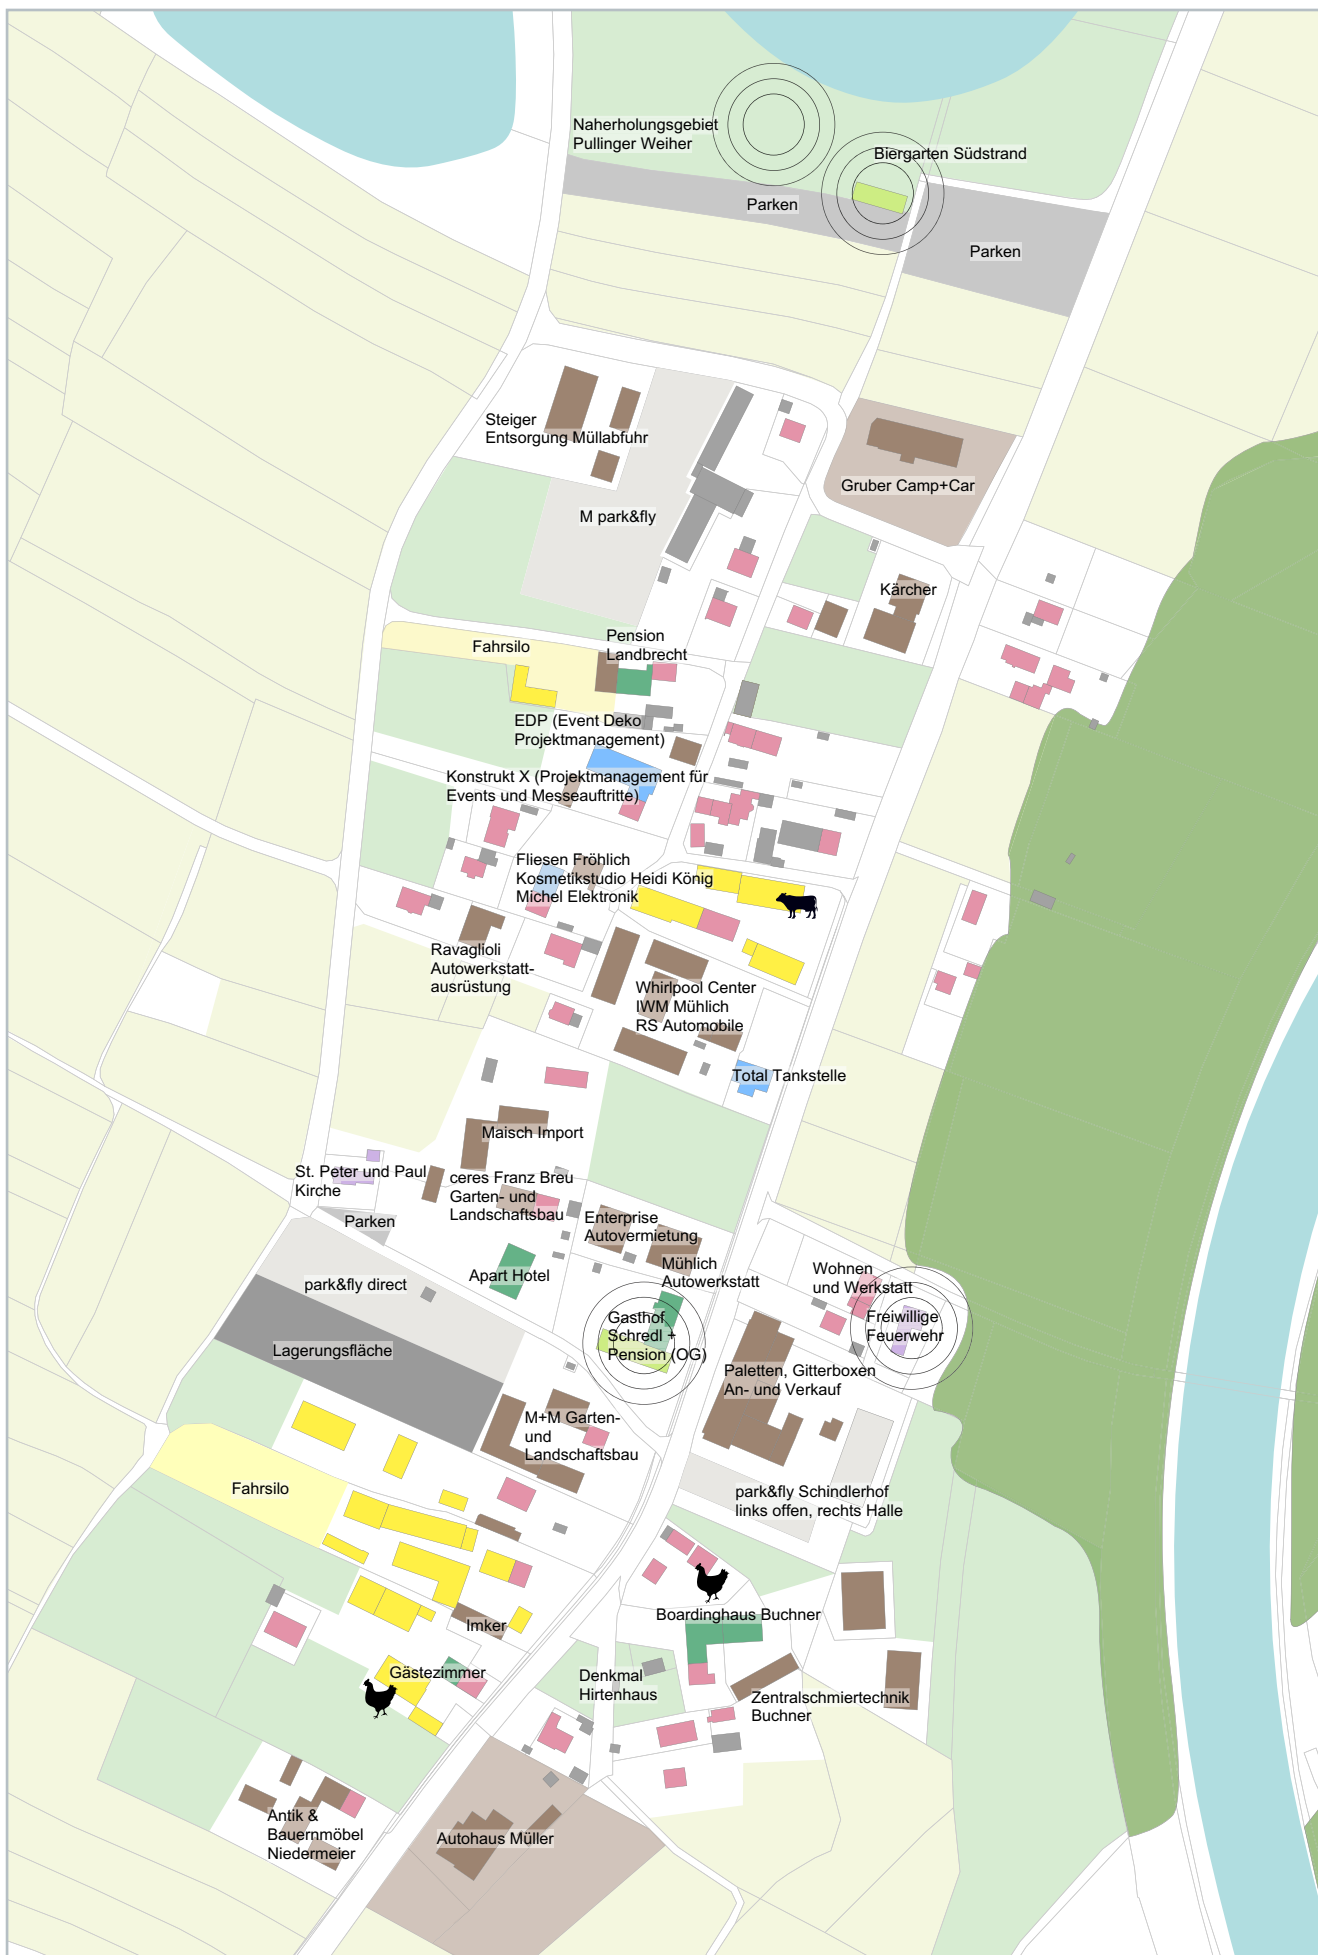 Naherholungsgebiet
Pullinger Weiher
Biergarten Südstrand
Parken
Parken
Steiger
Entsorgung Müllabfuhr
Gruber Camp+Car
M park&fly
Kärcher
Pension
Landbrecht
Fahrsilo
EDP (Event Deko
Projektmanagement)
Konstrukt X (Projektmanagement für
Events und Messeauftritte)
Fliesen Fröhlich
Kosmetikstudio Heidi König
Michel Elektronik
Ravaglioli
Autowerkstatt-
ausrüstung
Whirlpool Center
IWM Mühlich
RS Automobile
Total Tankstelle
Maisch Import
St. Peter und Paul
Kirche
ceres Franz Breu
Garten- und
Landschaftsbau
Parken
Enterprise
Autovermietung
Mühlich
Autowerkstatt
Wohnen
und Werkstatt
Apart Hotel
park&fly direct
Gasthof
Schredl +
Pension (OG)
Freiwillige
Feuerwehr
Lagerungsfläche
Paletten, Gitterboxen
An- und Verkauf
M+M Garten-
und
Landschaftsbau
Fahrsilo
park&fly Schindlerhof
links offen, rechts Halle
Imker
Boardinghaus Buchner
Gästezimmer
Denkmal
Hirtenhaus
Zentralschmiertechnik
Buchner
Antik &
Bauernmöbel
Niedermeier
Autohaus Müller